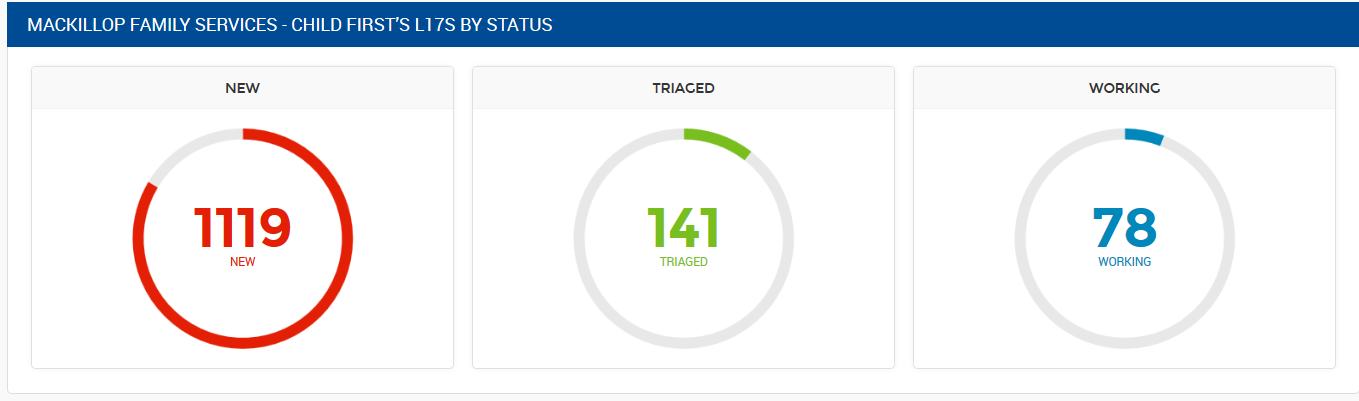 MACKILLOP FAMILY SERVICES - CHILD FIRST'S L17S BY STATUS
NEW
1119
NEW
TRIAGED
141
TRIAGED
WORKING
78
WORKING